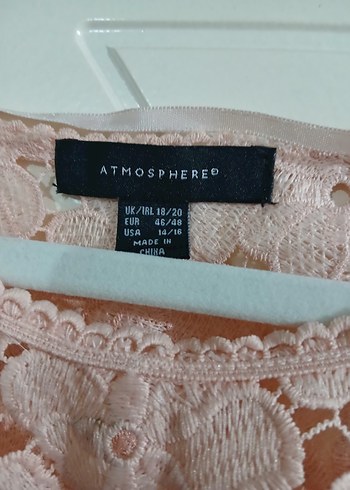 ATMOSPHERE®
UK/IRL 18/20
EUR 46/48
USA 14/16
MADE IN
CHINA